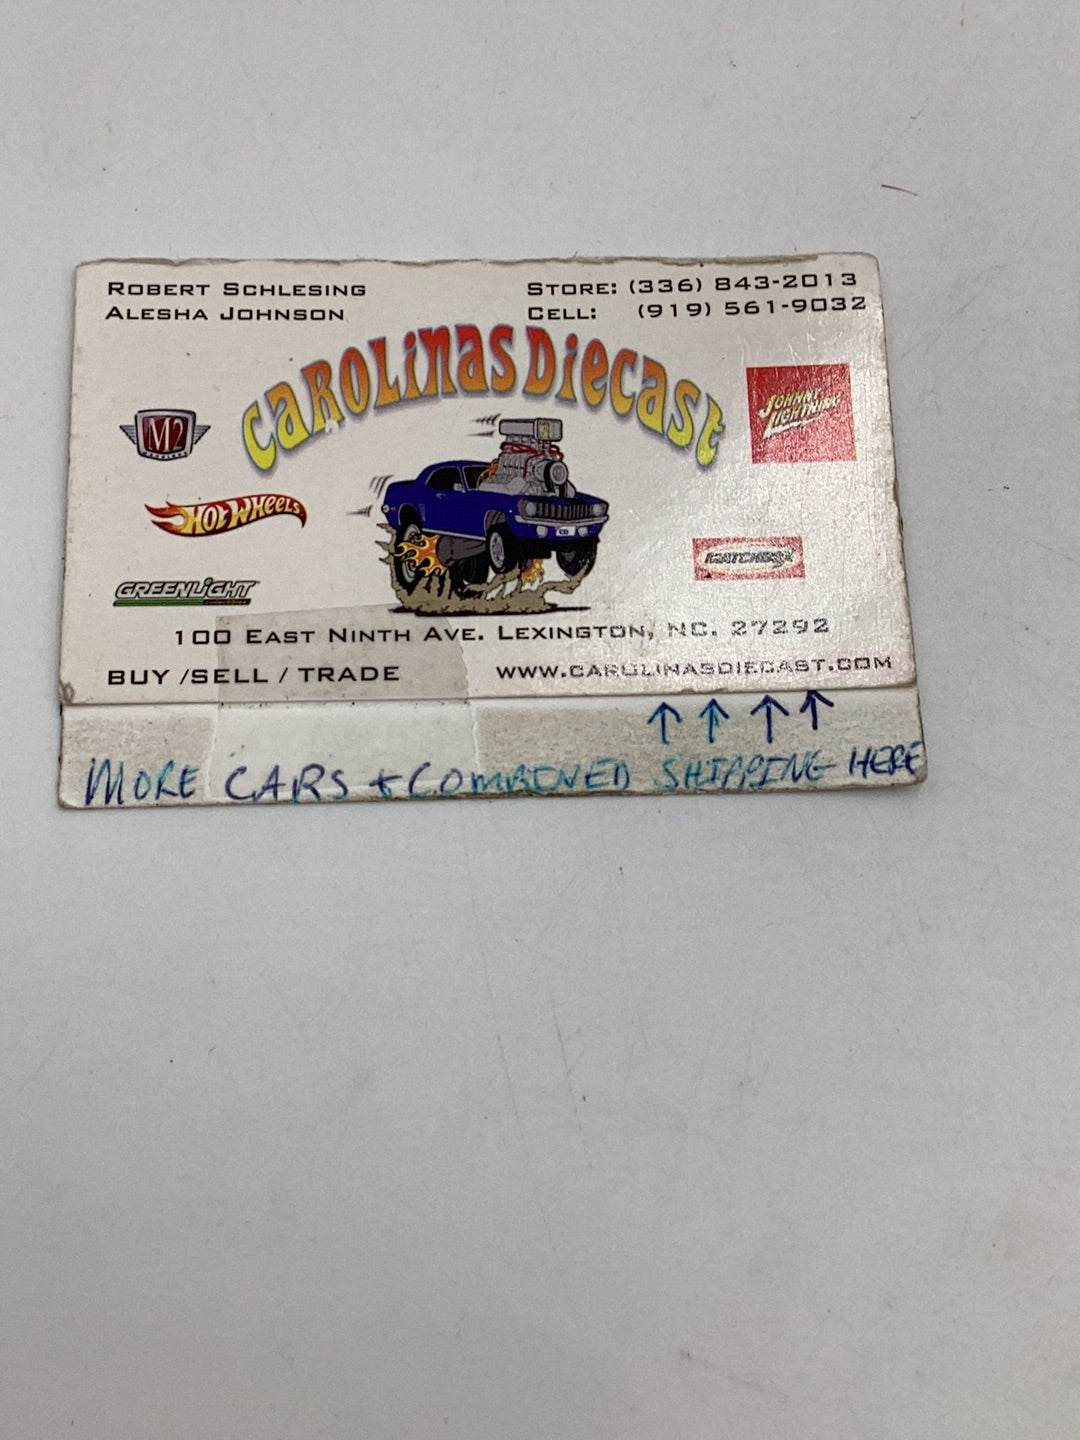 ROBERT SCHLESING
ALESHA JOHNSON
STORE: (336) 843-2013
CELL: (919) 561-9032
CAROLINAS DIECAST
M2
MACHINES
JOHNNY
LIGHTNING
HOT WHEELS
MATCHBOX
GREENLIGHT
CD
100 EAST NINTH AVE. LEXINGTON, NC. 27292
BUY /SELL / TRADE
WWW.CAROLINASDIECAST.COM
↑ ↑ ↑ ↑
MORE CARS + COMBINED SHIPPING HERE